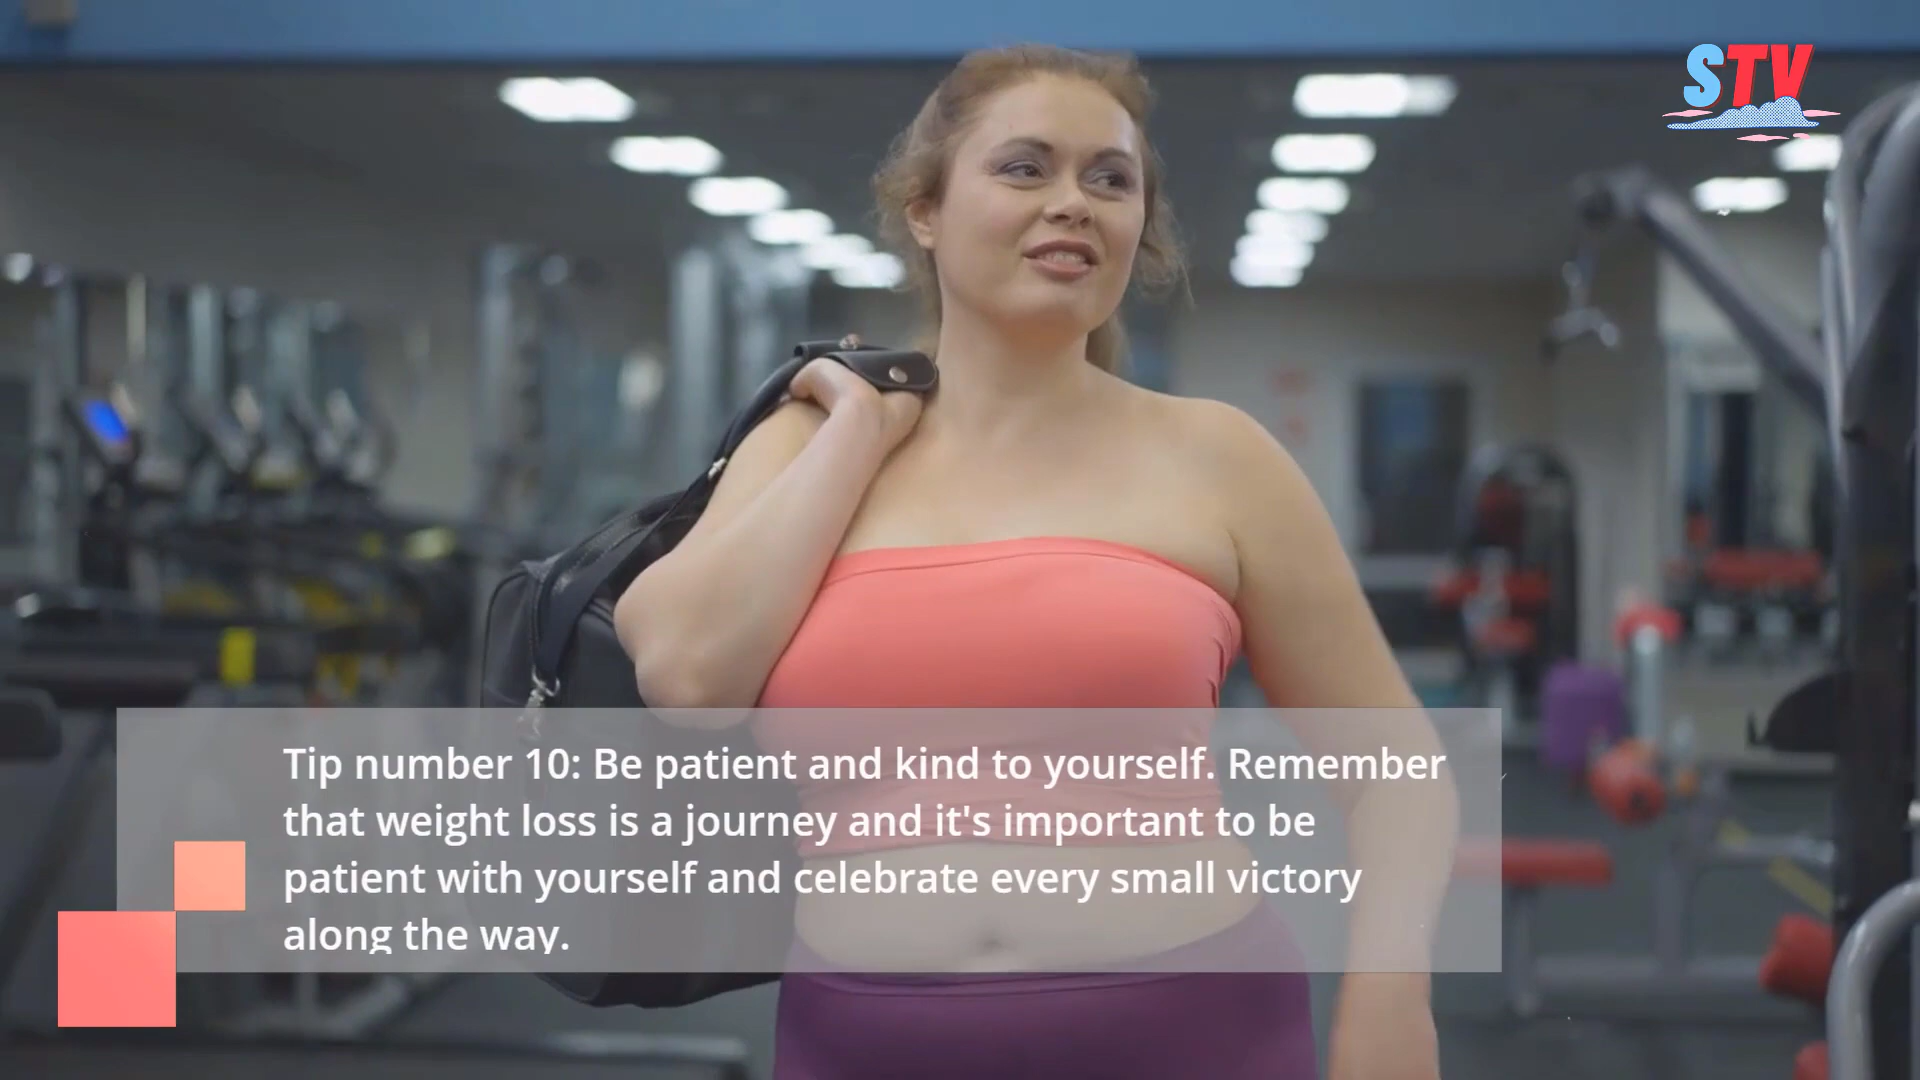 STV
Tip number 10: Be patient and kind to yourself. Remember
that weight loss is a journey and it's important to be
patient with yourself and celebrate every small victory
along the way.